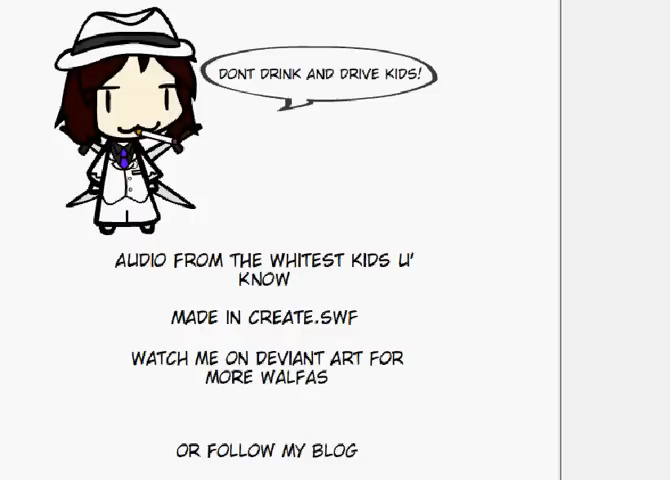 DONT DRINK AND DRIVE KIDS!
AUDIO FROM THE WHITEST KIDS U'
KNOW
MADE IN CREATE.SWF
WATCH ME ON DEVIANT ART FOR
MORE WALFAS
OR FOLLOW MY BLOG